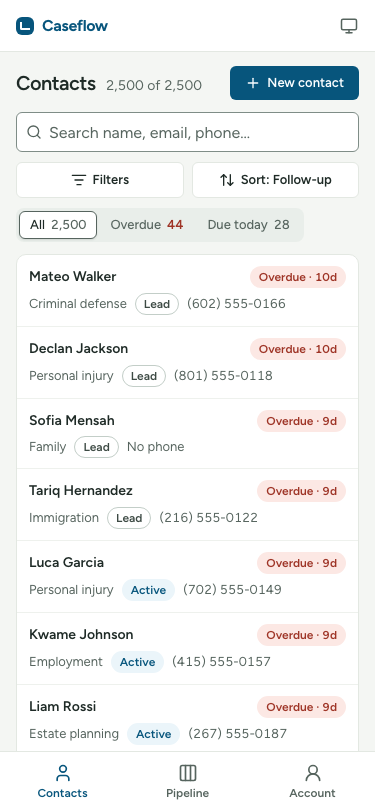 Caseflow
Contacts 2,500 of 2,500
New contact
Search name, email, phone...
Filters
Sort: Follow-up
All 2,500 Overdue 44 Due today 28
Mateo Walker Overdue · 10d
Criminal defense Lead (602) 555-0166
Declan Jackson Overdue · 10d
Personal injury Lead (801) 555-0118
Sofia Mensah Overdue · 9d
Family Lead No phone
Tariq Hernandez Overdue · 9d
Immigration Lead (216) 555-0122
Luca Garcia Overdue · 9d
Personal injury Active (702) 555-0149
Kwame Johnson Overdue · 9d
Employment Active (415) 555-0157
Liam Rossi Overdue · 9d
Estate planning Active (267) 555-0187
Contacts Pipeline Account